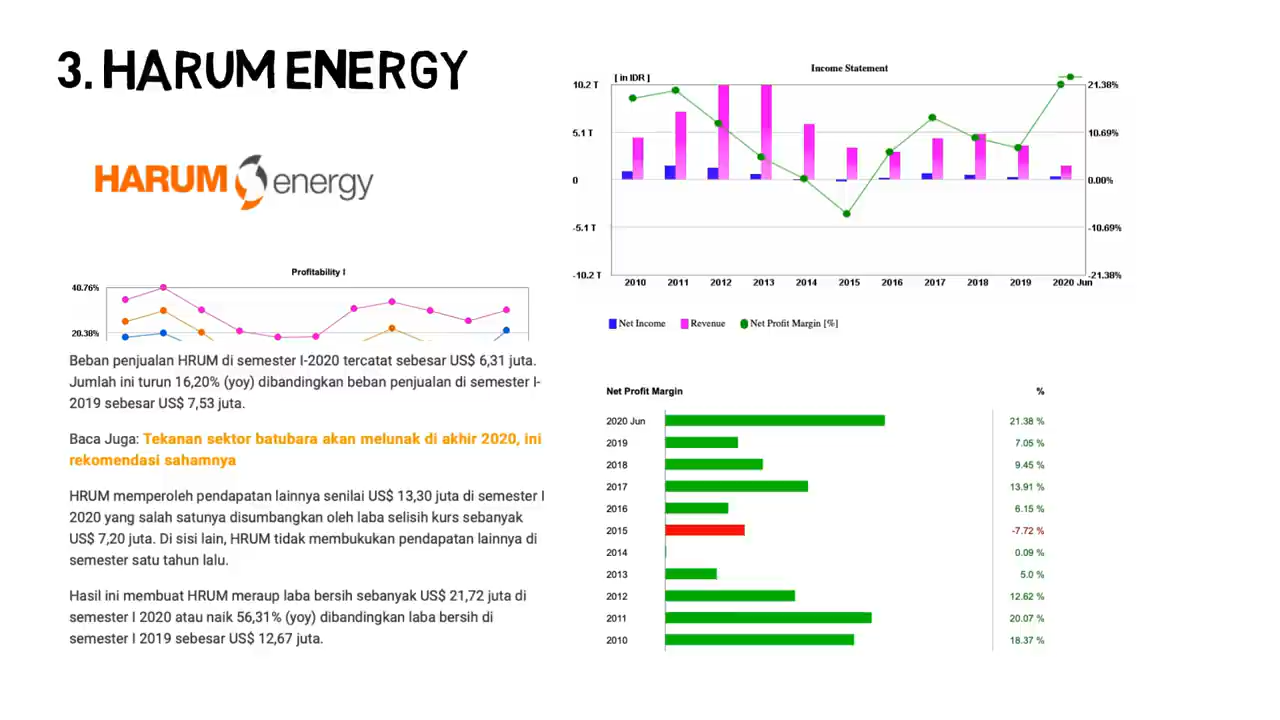 3. HARUM ENERGY
HARUM energy
Profitability I
40.76%
20.38%
Beban penjualan HRUM di semester I-2020 tercatat sebesar US$ 6,31 juta.
Jumlah ini turun 16,20% (yoy) dibandingkan beban penjualan di semester I-
2019 sebesar US$ 7,53 juta.
Baca Juga: Tekanan sektor batubara akan melunak di akhir 2020, ini
rekomendasi sahamnya
HRUM memperoleh pendapatan lainnya senilai US$ 13,30 juta di semester I
2020 yang salah satunya disumbangkan oleh laba selisih kurs sebanyak
US$ 7,20 juta. Di sisi lain, HRUM tidak membukukan pendapatan lainnya di
semester satu tahun lalu.
Hasil ini membuat HRUM meraup laba bersih sebanyak US$ 21,72 juta di
semester I 2020 atau naik 56,31% (yoy) dibandingkan laba bersih di
semester I 2019 sebesar US$ 12,67 juta.
Income Statement
[ in IDR ]
10.2 T 21.38%
5.1 T 10.69%
0 0.00%
-5.1 T -10.69%
-10.2 T -21.38%
2010 2011 2012 2013 2014 2015 2016 2017 2018 2019 2020 Jun
Net Income Revenue Net Profit Margin [%]
Net Profit Margin %
2020 Jun 21.38 %
2019 7.05 %
2018 9.45 %
2017 13.91 %
2016 6.15 %
2015 -7.72 %
2014 0.09 %
2013 5.0 %
2012 12.62 %
2011 20.07 %
2010 18.37 %